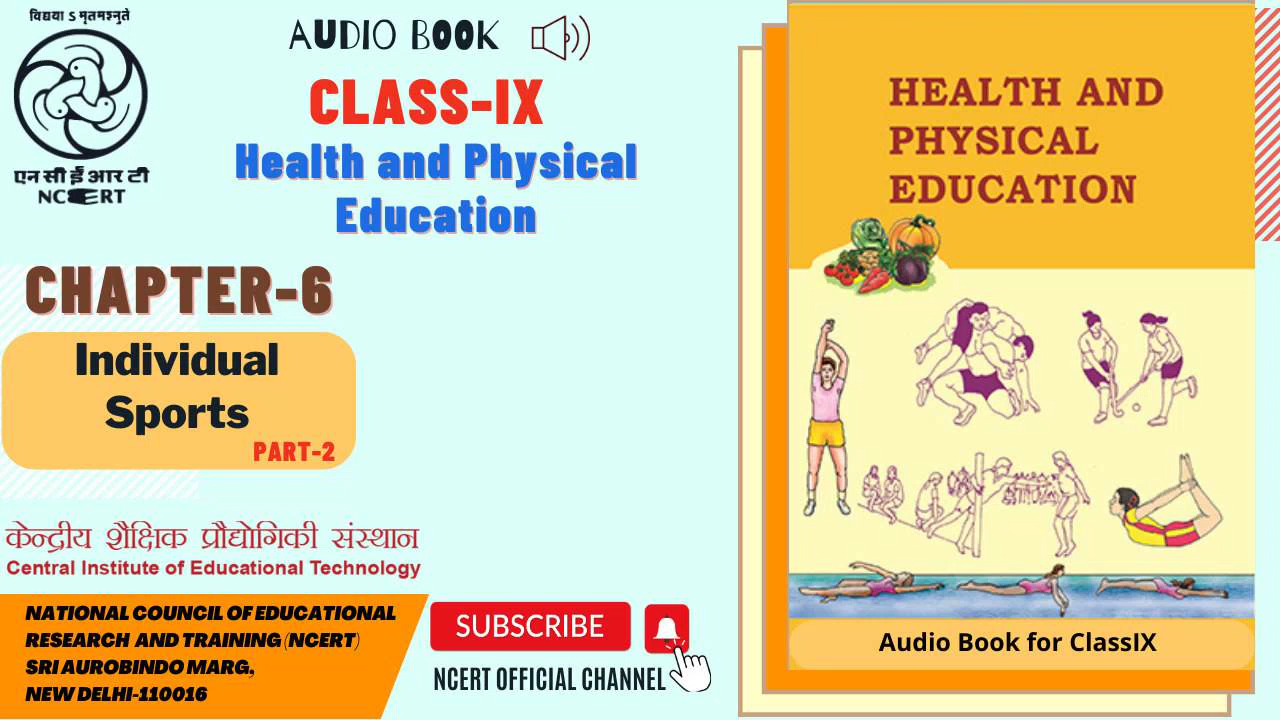 विद्यया ऽ मृतमश्नुते
एन सी ई आर टी
NCERT
AUDIO BOOK
CLASS-IX
Health and Physical
Education
CHAPTER-6
Individual
Sports
PART-2
केन्द्रीय शैक्षिक प्रौद्योगिकी संस्थान
Central Institute of Educational Technology
NATIONAL COUNCIL OF EDUCATIONAL
RESEARCH AND TRAINING (NCERT)
SRI AUROBINDO MARG,
NEW DELHI-110016
SUBSCRIBE
NCERT OFFICIAL CHANNEL
HEALTH AND
PHYSICAL
EDUCATION
Audio Book for ClassIX